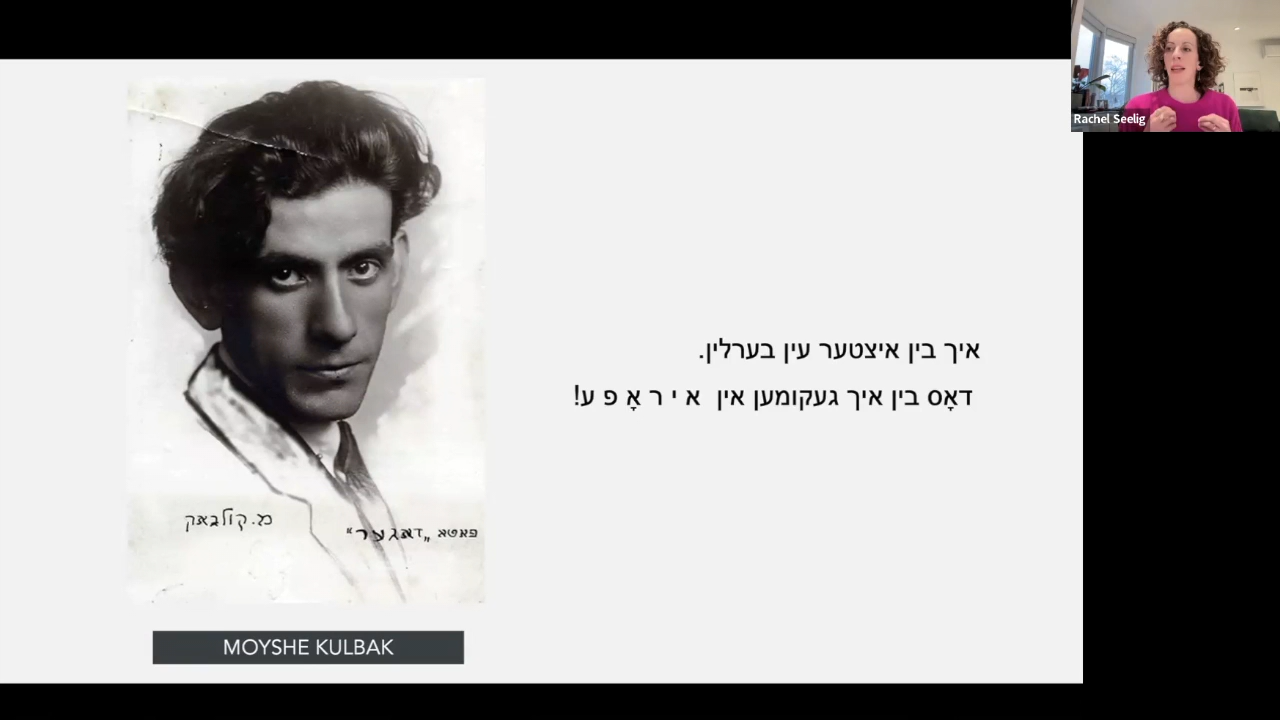 Rachel Seelig
איך בין איצטער עין בערלין.
דאָס בין איך געקומען אין א י ר אָ פ ע!
מ. קולבאק
פאטא „דאגער"
MOYSHE KULBAK